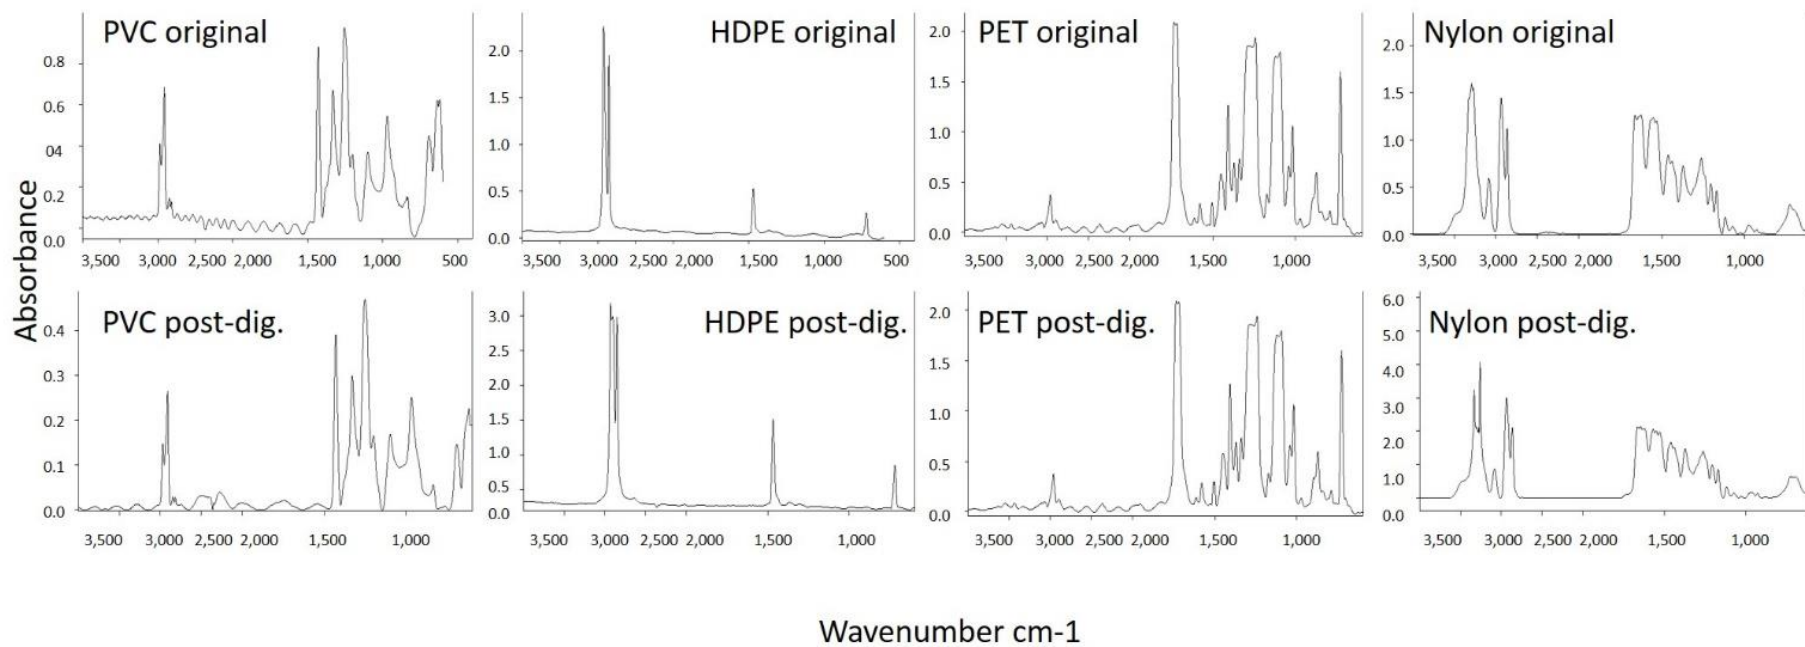 PVC original
0.8
0.6
04
0.2
0.0
3,500 3,000 2,500 2,000 1,500 1,000 500
HDPE original
2.0
1.5
1.0
0.5
0.0
3,500 3,000 2,500 2,000 1,500 1,000 500
PET original
2.0
1.5
1.0
0.5
0.0
3,500 3,000 2,500 2,000 1,500 1,000
Nylon original
2.0
1.5
1.0
0.5
0.0
3,500 3,000 2,500 2,000 1,500 1,000
Absorbance
PVC post-dig.
0.4
0.3
0.2
0.1
0.0
3,500 3,000 2,500 2,000 1,500 1,000
HDPE post-dig.
3.0
2.5
2.0
1.5
1.0
0.5
0.0
3,500 3,000 2,500 2,000 1,500 1,000
PET post-dig.
2.0
1.5
1.0
0.5
0.0
3,500 3,000 2,500 2,000 1,500 1,000
Nylon post-dig.
6.0
5.0
4.0
3.0
2.0
1.0
0.0
3,500 3,000 2,500 2,000 1,500 1,000
Wavenumber cm-1